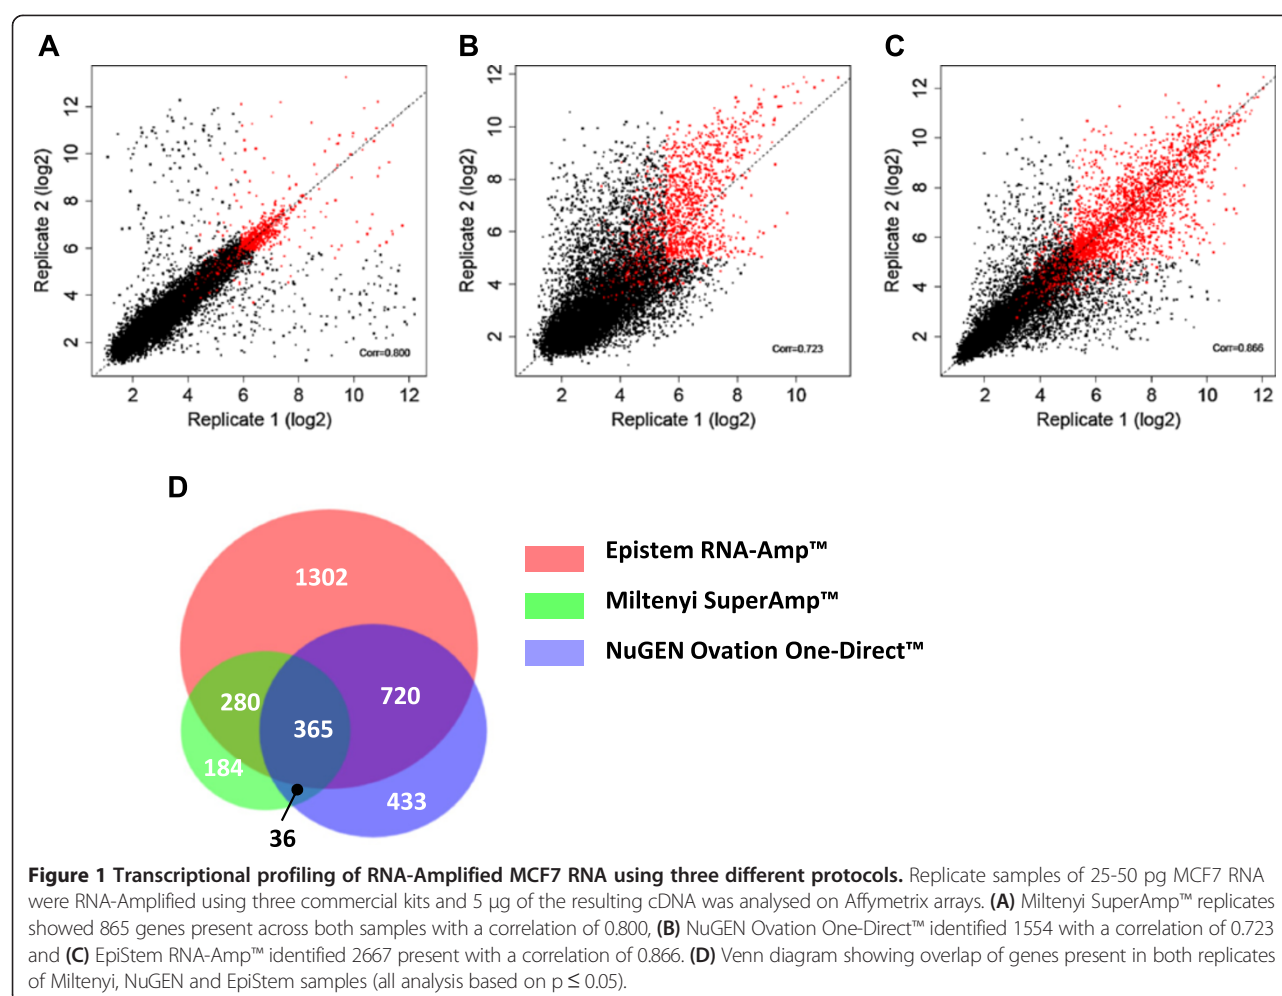 A
B
C
12
10
8
6
4
2
Replicate 2 (log2)
Corr=0.800
2 4 6 8 10 12
Replicate 1 (log2)
12
10
8
6
4
2
Replicate 2 (log2)
Corr=0.723
2 4 6 8 10
Replicate 1 (log2)
12
10
8
6
4
2
Replicate 2 (log2)
Corr=0.866
2 4 6 8 10 12
Replicate 1 (log2)
D
1302
280
720
365
184
433
36
Epistem RNA-Amp™
Miltenyi SuperAmp™
NuGEN Ovation One-Direct™
Figure 1 Transcriptional profiling of RNA-Amplified MCF7 RNA using three different protocols. Replicate samples of 25-50 pg MCF7 RNA
were RNA-Amplified using three commercial kits and 5 μg of the resulting cDNA was analysed on Affymetrix arrays. (A) Miltenyi SuperAmp™ replicates
showed 865 genes present across both samples with a correlation of 0.800, (B) NuGEN Ovation One-Direct™ identified 1554 with a correlation of 0.723
and (C) EpiStem RNA-Amp™ identified 2667 present with a correlation of 0.866. (D) Venn diagram showing overlap of genes present in both replicates
of Miltenyi, NuGEN and EpiStem samples (all analysis based on p ≤ 0.05).